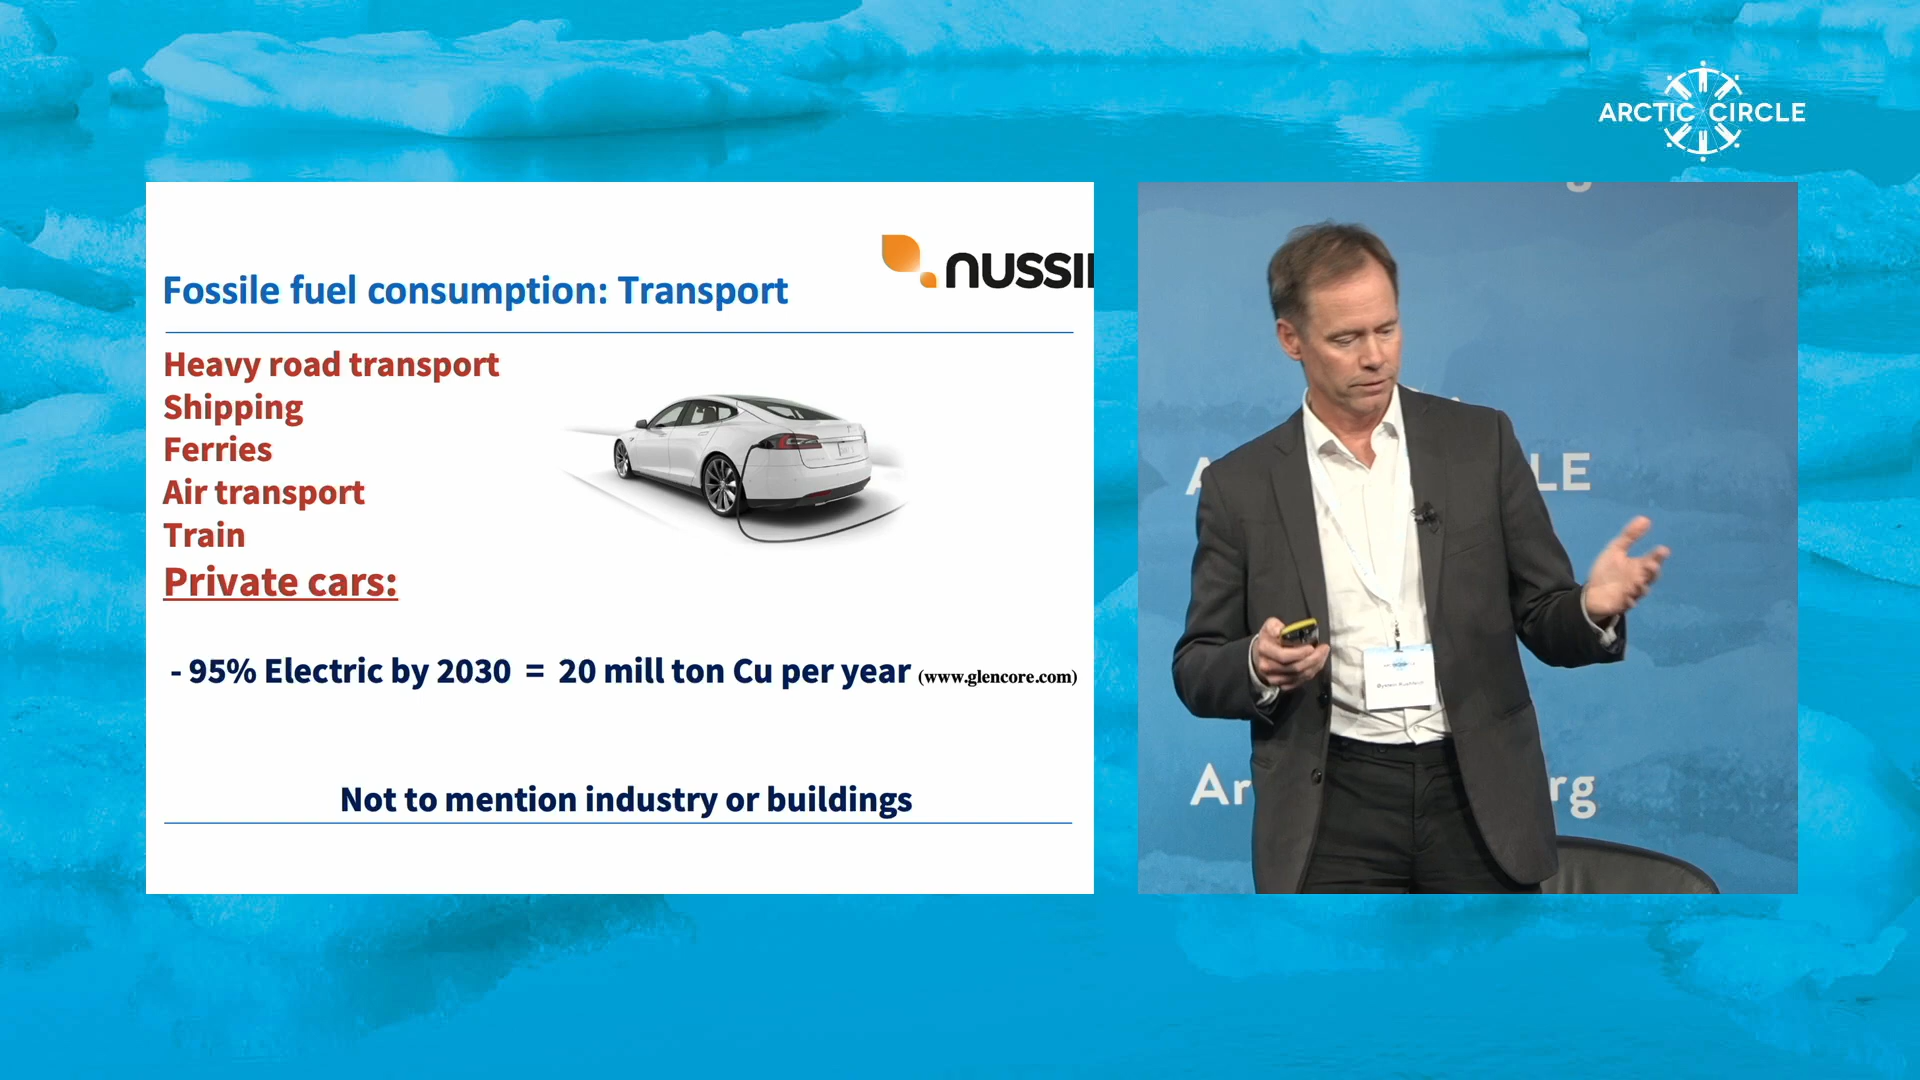 ARCTIC CIRCLE
nussi
Fossile fuel consumption: Transport
Heavy road transport
Shipping
Ferries
Air transport
Train
Private cars:
- 95% Electric by 2030 = 20 mill ton Cu per year (www.glencore.com)
Not to mention industry or buildings
A LE
Ar rg